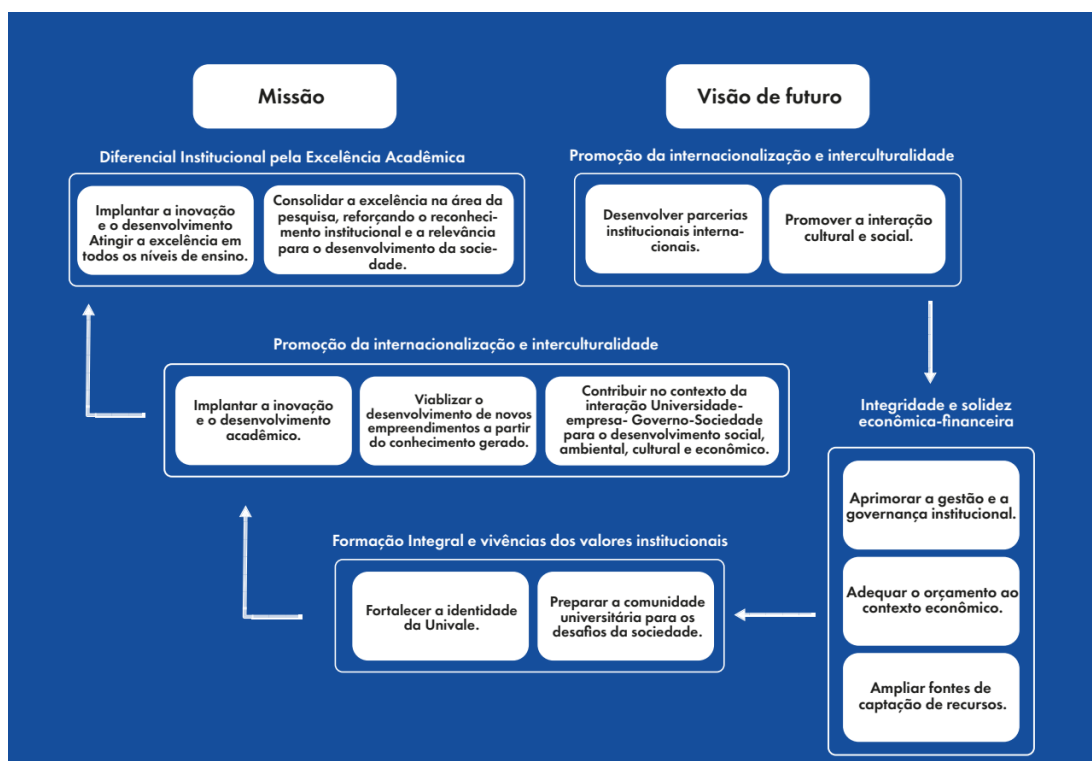 Missão
Visão de futuro
Diferencial Institucional pela Excelência Acadêmica
Implantar a inovação
e o desenvolvimento
Atingir a excelência em
todos os níveis de ensino.
Consolidar a excelência na área da
pesquisa, reforçando o reconheci-
mento institucional e a relevância
para o desenvolvimento da socie-
dade.
Promoção da internacionalização e interculturalidade
Desenvolver parcerias
institucionais interna-
cionais.
Promover a interação
cultural e social.
Promoção da internacionalização e interculturalidade
Implantar a inovação
e o desenvolvimento
acadêmico.
Viablizar o
desenvolvimento de novos
empreendimentos a partir
do conhecimento gerado.
Contribuir no contexto da
interação Universidade-
empresa- Governo-Sociedade
para o desenvolvimento social,
ambiental, cultural e econômico.
Integridade e solidez
econômica-financeira
Aprimorar a gestão e a
governança institucional.
Adequar o orçamento ao
contexto econômico.
Ampliar fontes de
captação de recursos.
Formação Integral e vivências dos valores institucionais
Fortalecer a identidade
da Univale.
Preparar a comunidade
universitária para os
desafios da sociedade.